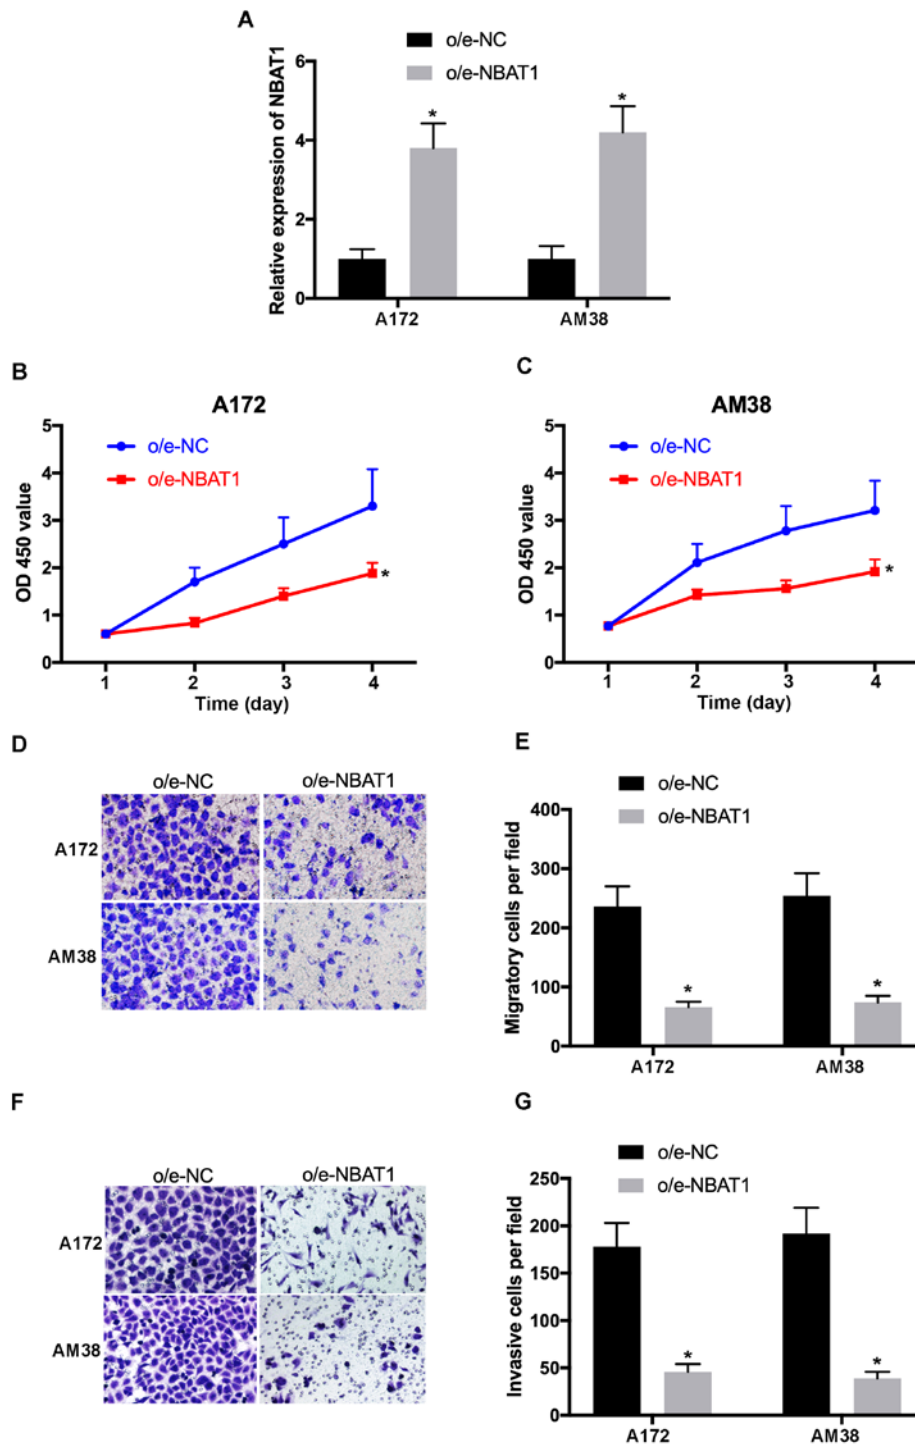 A
o/e-NC
o/e-NBAT1
Relative expression of NBAT1
6
4
2
0
*
*
A172
AM38
B
A172
o/e-NC
o/e-NBAT1
OD 450 value
5
4
3
2
1
0
*
1
2
3
4
Time (day)
C
AM38
o/e-NC
o/e-NBAT1
OD 450 value
5
4
3
2
1
0
*
1
2
3
4
Time (day)
D
o/e-NC
o/e-NBAT1
A172
AM38
E
o/e-NC
o/e-NBAT1
Migratory cells per field
400
300
200
100
0
*
*
A172
AM38
F
o/e-NC
o/e-NBAT1
A172
AM38
G
o/e-NC
o/e-NBAT1
Invasive cells per field
250
200
150
100
50
0
*
*
A172
AM38